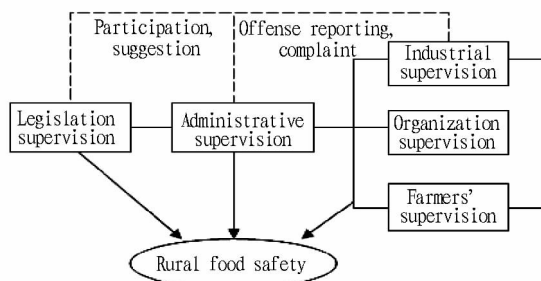 Participation,
suggestion
Offense reporting,
complaint
Industrial
supervision
Legislation
supervision
Administrative
supervision
Organization
supervision
Farmers'
supervision
Rural food safety